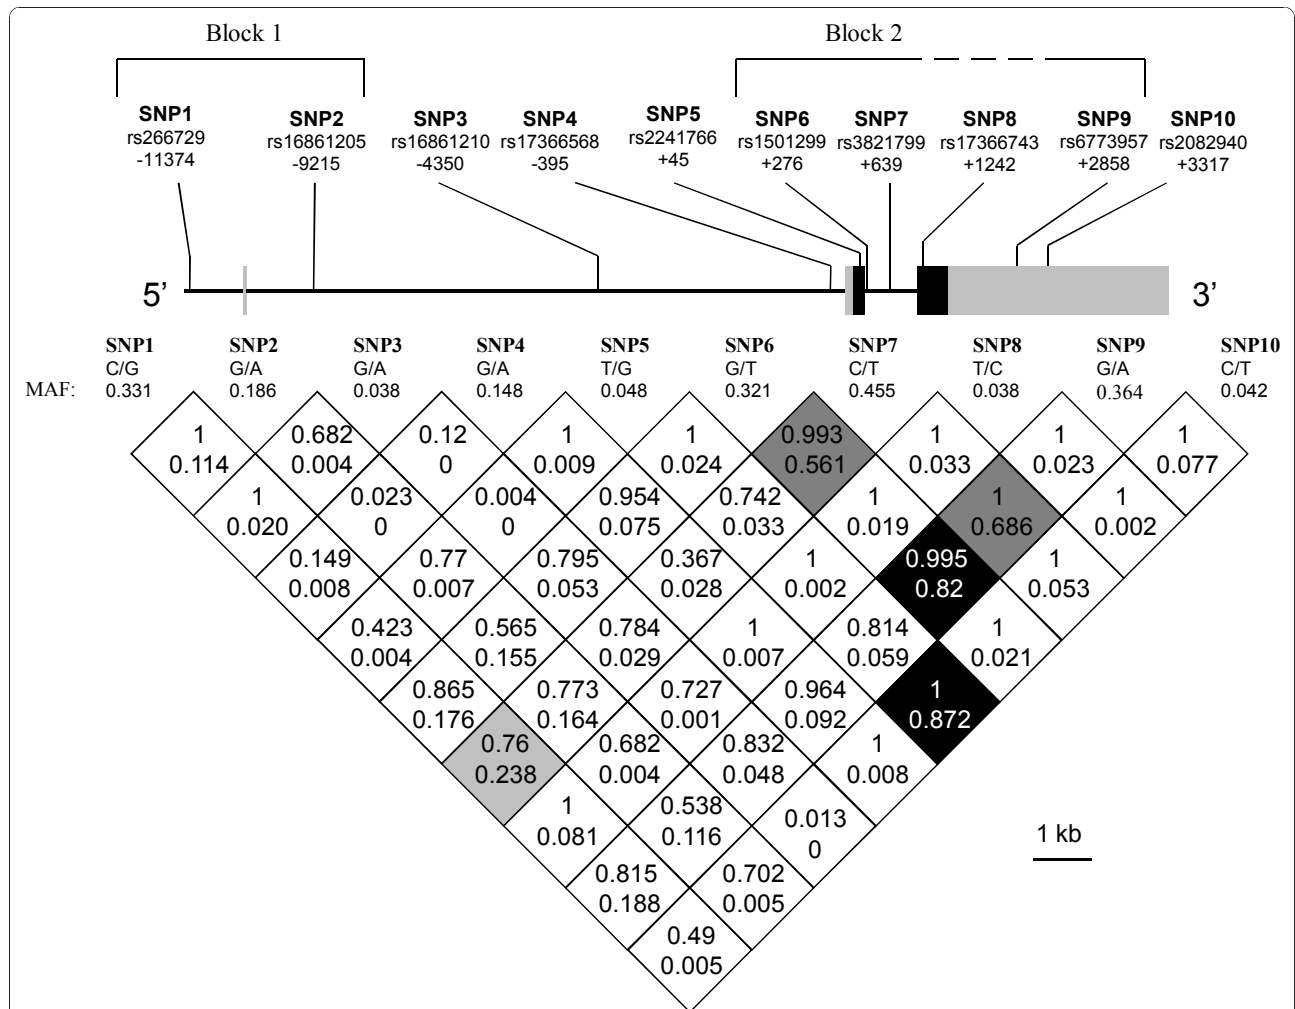 Block 1 Block 2
SNP1 SNP2 SNP3 SNP4 SNP5 SNP6 SNP7 SNP8 SNP9 SNP10
rs266729 rs16861205 rs16861210 rs17366568 rs2241766 rs1501299 rs3821799 rs17366743 rs6773957 rs2082940
-11374 -9215 -4350 -395 +45 +276 +639 +1242 +2858 +3317
5’ 3’
SNP1 SNP2 SNP3 SNP4 SNP5 SNP6 SNP7 SNP8 SNP9 SNP10
C/G G/A G/A G/A T/G G/T C/T T/C G/A C/T
MAF: 0.331 0.186 0.038 0.148 0.048 0.321 0.455 0.038 0.364 0.042
1 0.682 0.12 1 1 0.993 1 1 1
0.114 0.004 0 0.009 0.024 0.561 0.033 0.023 0.077
1 0.023 0.004 0.954 0.742 1 1 1
0.020 0 0 0.075 0.033 0.019 0.686 0.002
0.149 0.77 0.795 0.367 1 0.995 1
0.008 0.007 0.053 0.028 0.002 0.82 0.053
0.423 0.565 0.784 1 0.814 1
0.004 0.155 0.029 0.007 0.059 0.021
0.865 0.773 0.727 0.964 1
0.176 0.164 0.001 0.092 0.872
0.76 0.682 0.832 1
0.238 0.004 0.048 0.008
1 0.538 0.013
0.081 0.116 0
1 kb
0.815 0.702
0.188 0.005
0.49
0.005